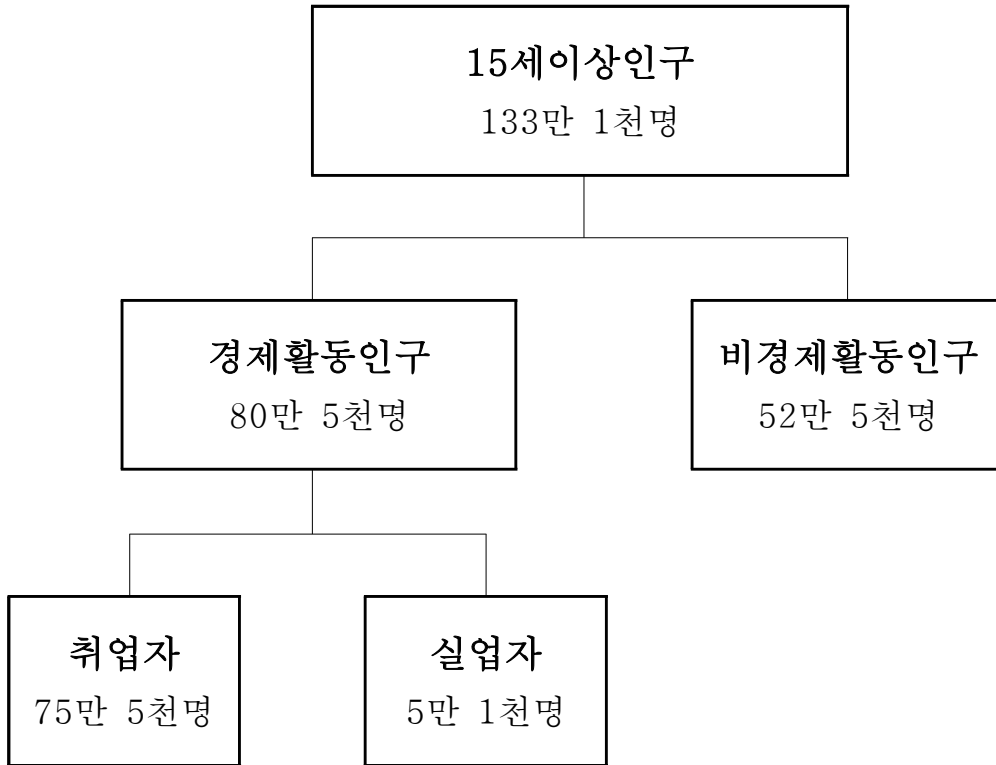 15세이상인구
133만 1천명
경제활동인구
80만 5천명
비경제활동인구
52만 5천명
취업자
75만 5천명
실업자
5만 1천명